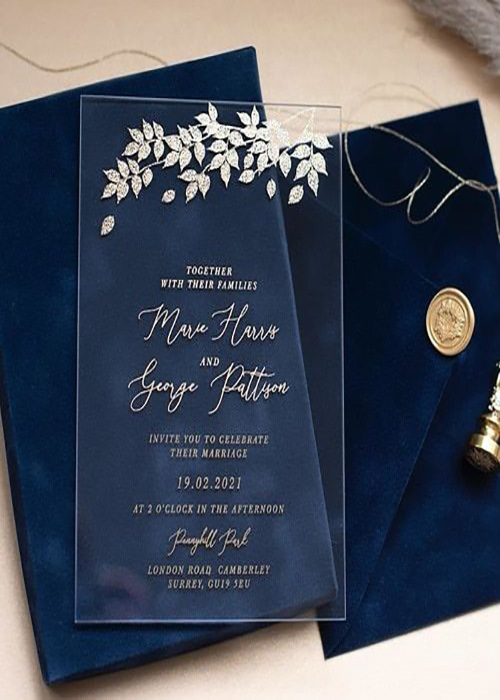 TOGETHER
WITH THEIR FAMILIES
Marie Harris
AND
George Pattison
INVITE YOU TO CELEBRATE
THEIR MARRIAGE
19.02.2021
AT 2 O'CLOCK IN THE AFTERNOON
Pennyhill Park
LONDON ROAD CAMBERLEY
SURREY, GU19 5EU